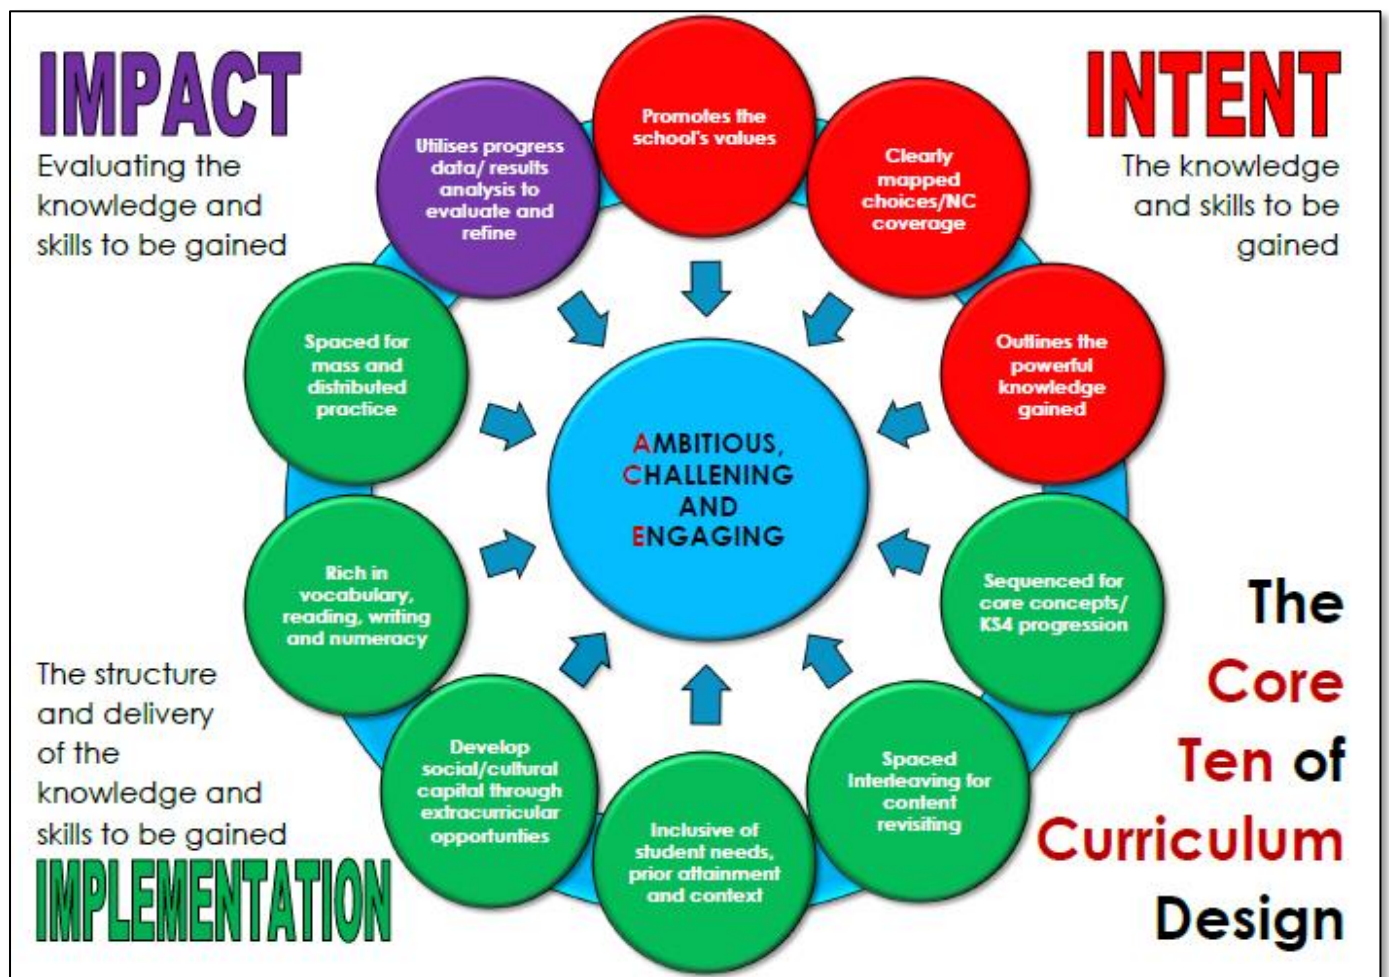 IMPACT
Evaluating the
knowledge and
skills to be gained
INTENT
The knowledge
and skills to be
gained
Promotes the
school's values
Clearly
mapped
choices/NC
coverage
Outlines the
powerful
knowledge
gained
Sequenced for
core concepts/
KS4 progression
Spaced
Interleaving for
content
revisiting
Inclusive of
student needs,
prior attainment
and context
Develop
social/cultural
capital through
extracurricular
opportunties
Rich in
vocabulary,
reading, writing
and numeracy
Spaced for
mass and
distributed
practice
Utilises progress
data/ results
analysis to
evaluate and
refine
AMBITIOUS,
CHALLENING
AND
ENGAGING
The structure
and delivery
of the
knowledge and
skills to be gained
IMPLEMENTATION
The
Core
Ten of
Curriculum
Design